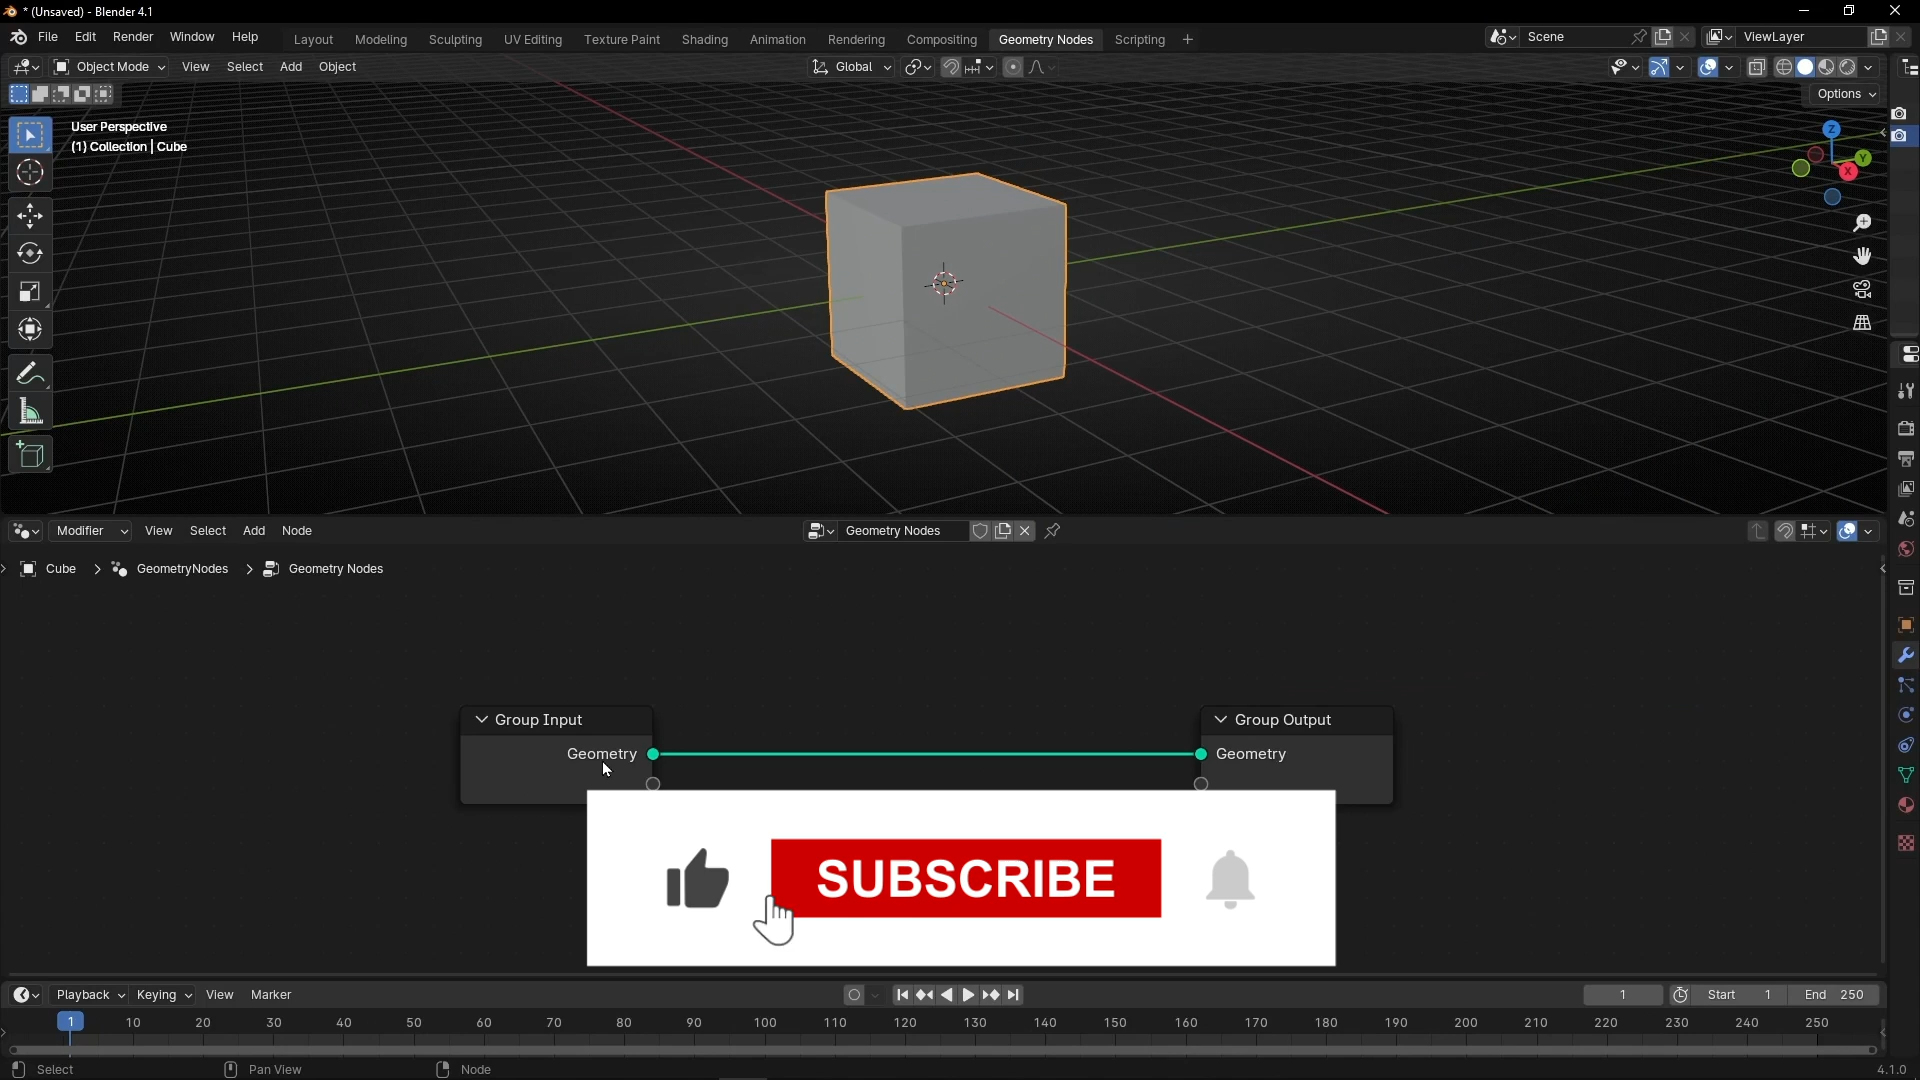 * (Unsaved) - Blender 4.1
File Edit Render Window Help Layout Modeling Sculpting UV Editing Texture Paint Shading Animation Rendering Compositing Geometry Nodes Scripting + Scene ViewLayer
Object Mode View Select Add Object Global
Options
User Perspective
(1) Collection | Cube
Z
Y
X
Modifier View Select Add Node Geometry Nodes
Cube > GeometryNodes > Geometry Nodes
Group Input Group Output
Geometry Geometry
SUBSCRIBE
Playback Keying View Marker 1 Start 1 End 250
1 10 20 30 40 50 60 70 80 90 100 110 120 130 140 150 160 170 180 190 200 210 220 230 240 250
Select Pan View Node 4.1.0